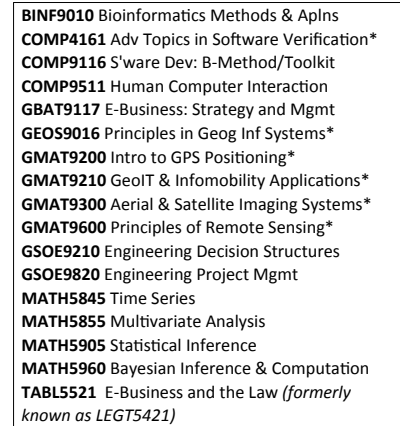 BINF9010 Bioinformatics Methods & Aplns
COMP4161 Adv Topics in Software Verification*
COMP9116 S'ware Dev: B-Method/Toolkit
COMP9511 Human Computer Interaction
GBAT9117 E-Business: Strategy and Mgmt
GEOS9016 Principles in Geog Inf Systems*
GMAT9200 Intro to GPS Positioning*
GMAT9210 GeoIT & Infomobility Applications*
GMAT9300 Aerial & Satellite Imaging Systems*
GMAT9600 Principles of Remote Sensing*
GSOE9210 Engineering Decision Structures
GSOE9820 Engineering Project Mgmt
MATH5845 Time Series
MATH5855 Multivariate Analysis
MATH5905 Statistical Inference
MATH5960 Bayesian Inference & Computation
TABL5521 E-Business and the Law (formerly
known as LEGT5421)